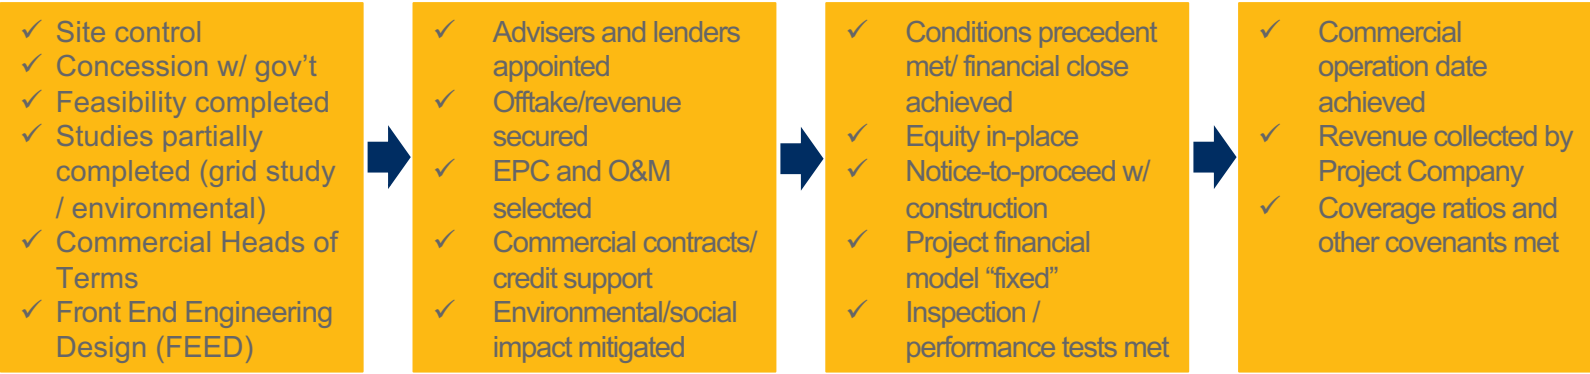 ✓ Site control
✓ Concession w/ gov't
✓ Feasibility completed
✓ Studies partially
completed (grid study
/ environmental)
✓ Commercial Heads of
Terms
✓ Front End Engineering
Design (FEED)
✓ Advisers and lenders
appointed
✓ Offtake/revenue
secured
✓ EPC and O&M
selected
✓ Commercial contracts/
credit support
✓ Environmental/social
impact mitigated
✓ Conditions precedent
met/ financial close
achieved
✓ Equity in-place
✓ Notice-to-proceed w/
construction
✓ Project financial
model “fixed”
✓ Inspection /
performance tests met
✓ Commercial
operation date
achieved
✓ Revenue collected by
Project Company
✓ Coverage ratios and
other covenants met